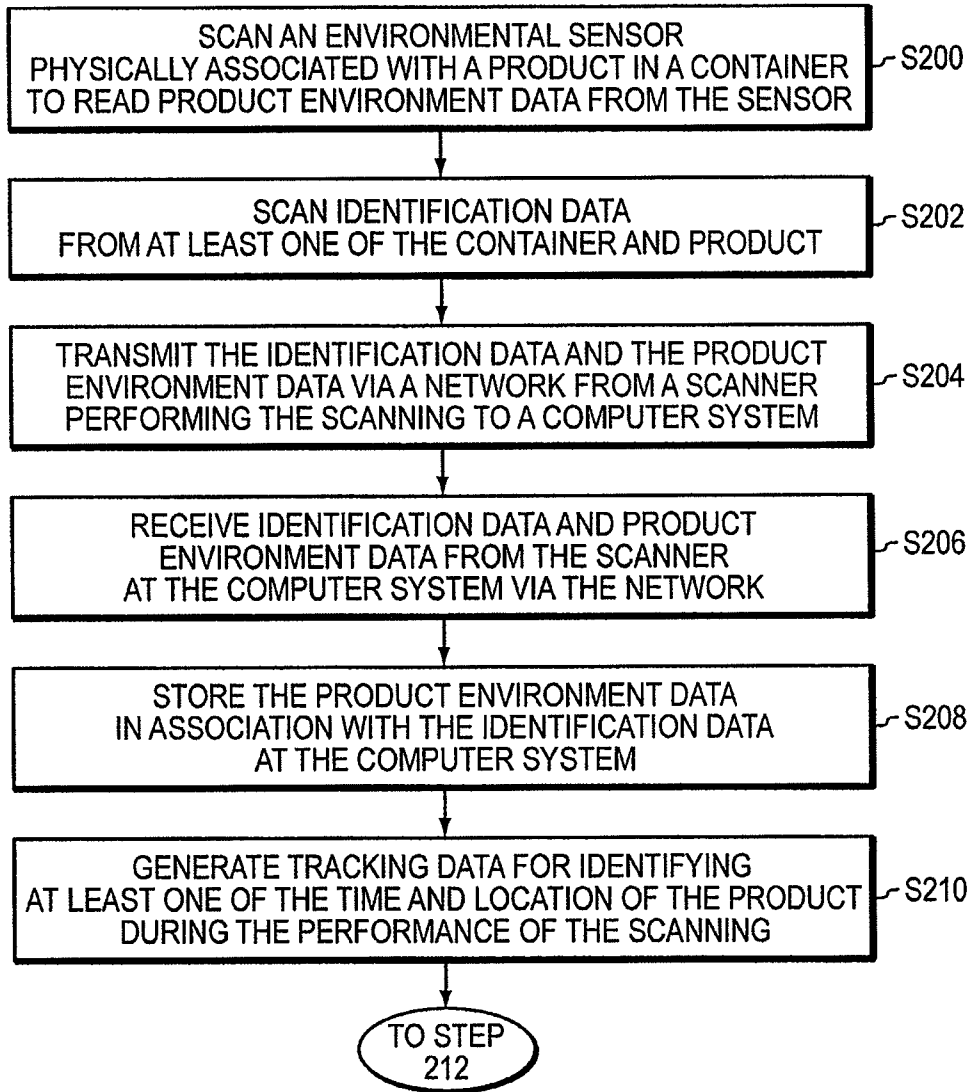 SCAN AN ENVIRONMENTAL SENSOR
PHYSICALLY ASSOCIATED WITH A PRODUCT IN A CONTAINER
TO READ PRODUCT ENVIRONMENT DATA FROM THE SENSOR
S200
SCAN IDENTIFICATION DATA
FROM AT LEAST ONE OF THE CONTAINER AND PRODUCT
S202
TRANSMIT THE IDENTIFICATION DATA AND THE PRODUCT
ENVIRONMENT DATA VIA A NETWORK FROM A SCANNER
PERFORMING THE SCANNING TO A COMPUTER SYSTEM
S204
RECEIVE IDENTIFICATION DATA AND PRODUCT
ENVIRONMENT DATA FROM THE SCANNER
AT THE COMPUTER SYSTEM VIA THE NETWORK
S206
STORE THE PRODUCT ENVIRONMENT DATA
IN ASSOCIATION WITH THE IDENTIFICATION DATA
AT THE COMPUTER SYSTEM
S208
GENERATE TRACKING DATA FOR IDENTIFYING
AT LEAST ONE OF THE TIME AND LOCATION OF THE PRODUCT
DURING THE PERFORMANCE OF THE SCANNING
S210
TO STEP
212